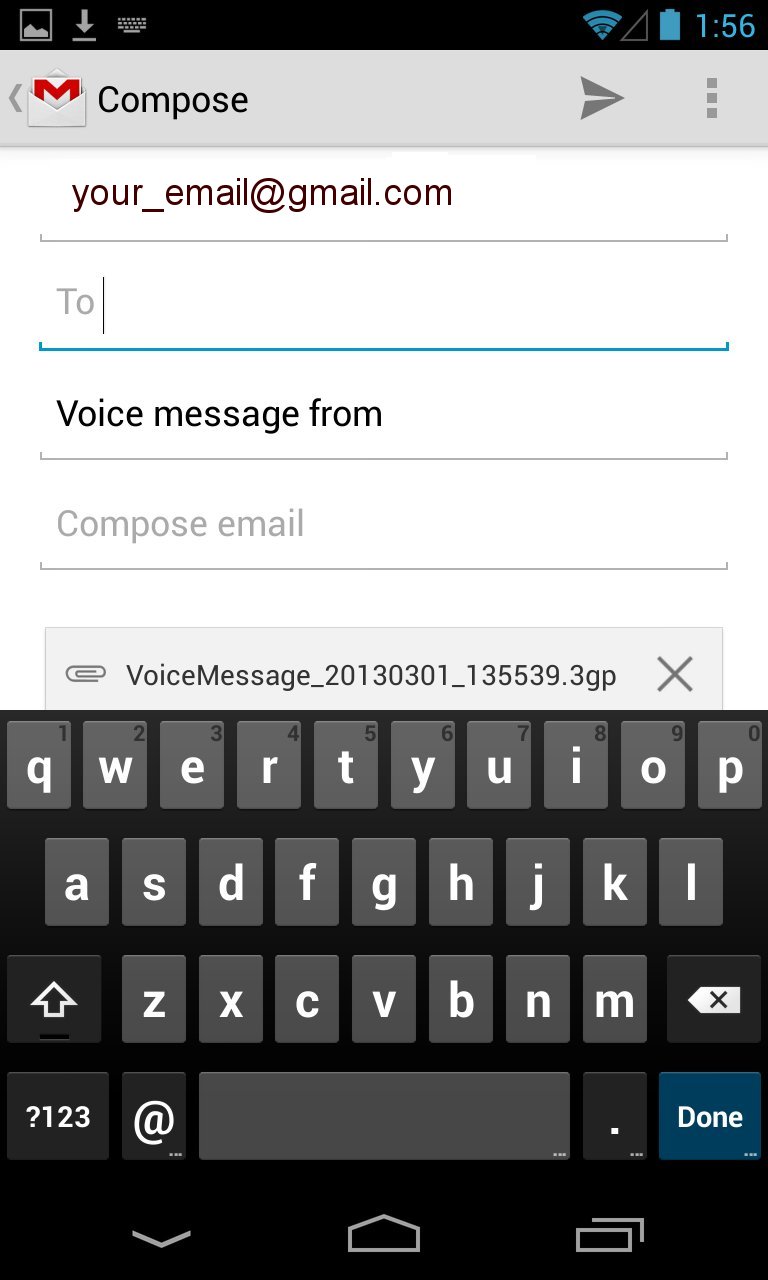 1:56
Compose
your_email@gmail.com
To
Voice message from
Compose email
VoiceMessage_20130301_135539.3gp
1 2 3 4 5 6 7 8 9 0
q w e r t y u i o p
a s d f g h j k l
z x c v b n m
?123 @ . Done